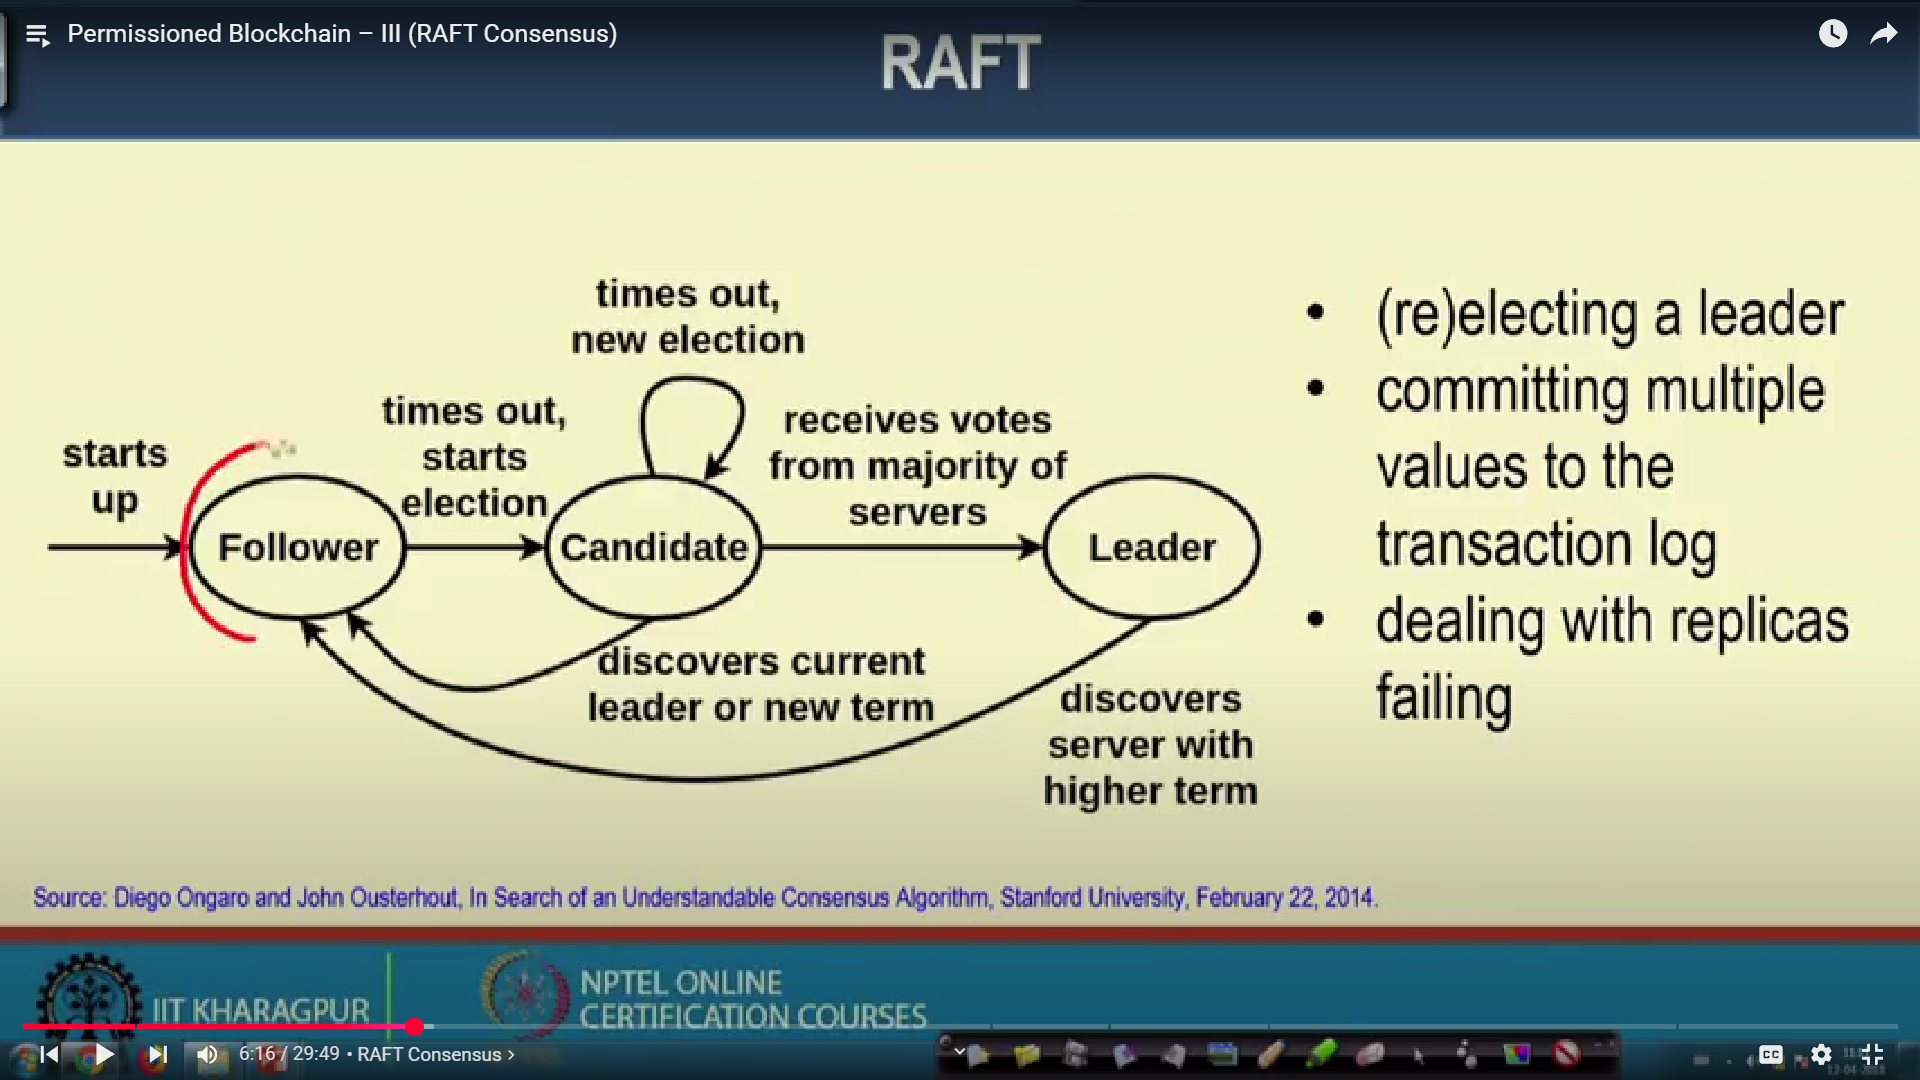 Permissioned Blockchain – III (RAFT Consensus)
RAFT
times out,
new election
times out,
starts
election
receives votes
from majority of
servers
starts
up
Follower
Candidate
Leader
discovers current
leader or new term
discovers
server with
higher term
• (re)electing a leader
• committing multiple
values to the
transaction log
• dealing with replicas
failing
Source: Diego Ongaro and John Ousterhout, In Search of an Understandable Consensus Algorithm, Stanford University, February 22, 2014.
IIT KHARAGPUR
NPTEL ONLINE
CERTIFICATION COURSES
6:16 / 29:49 • RAFT Consensus ›
CC